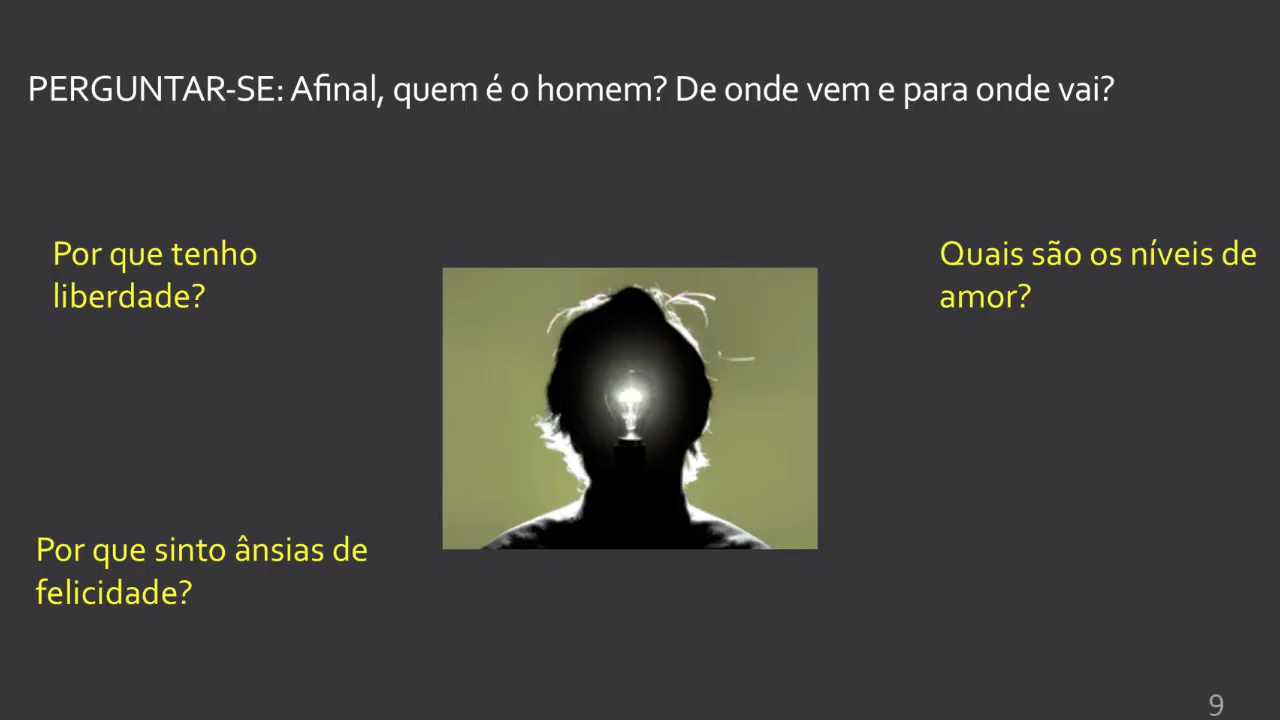 PERGUNTAR-SE: Afinal, quem é o homem? De onde vem e para onde vai?
Por que tenho
liberdade?
Quais são os níveis de
amor?
Por que sinto ânsias de
felicidade?
9